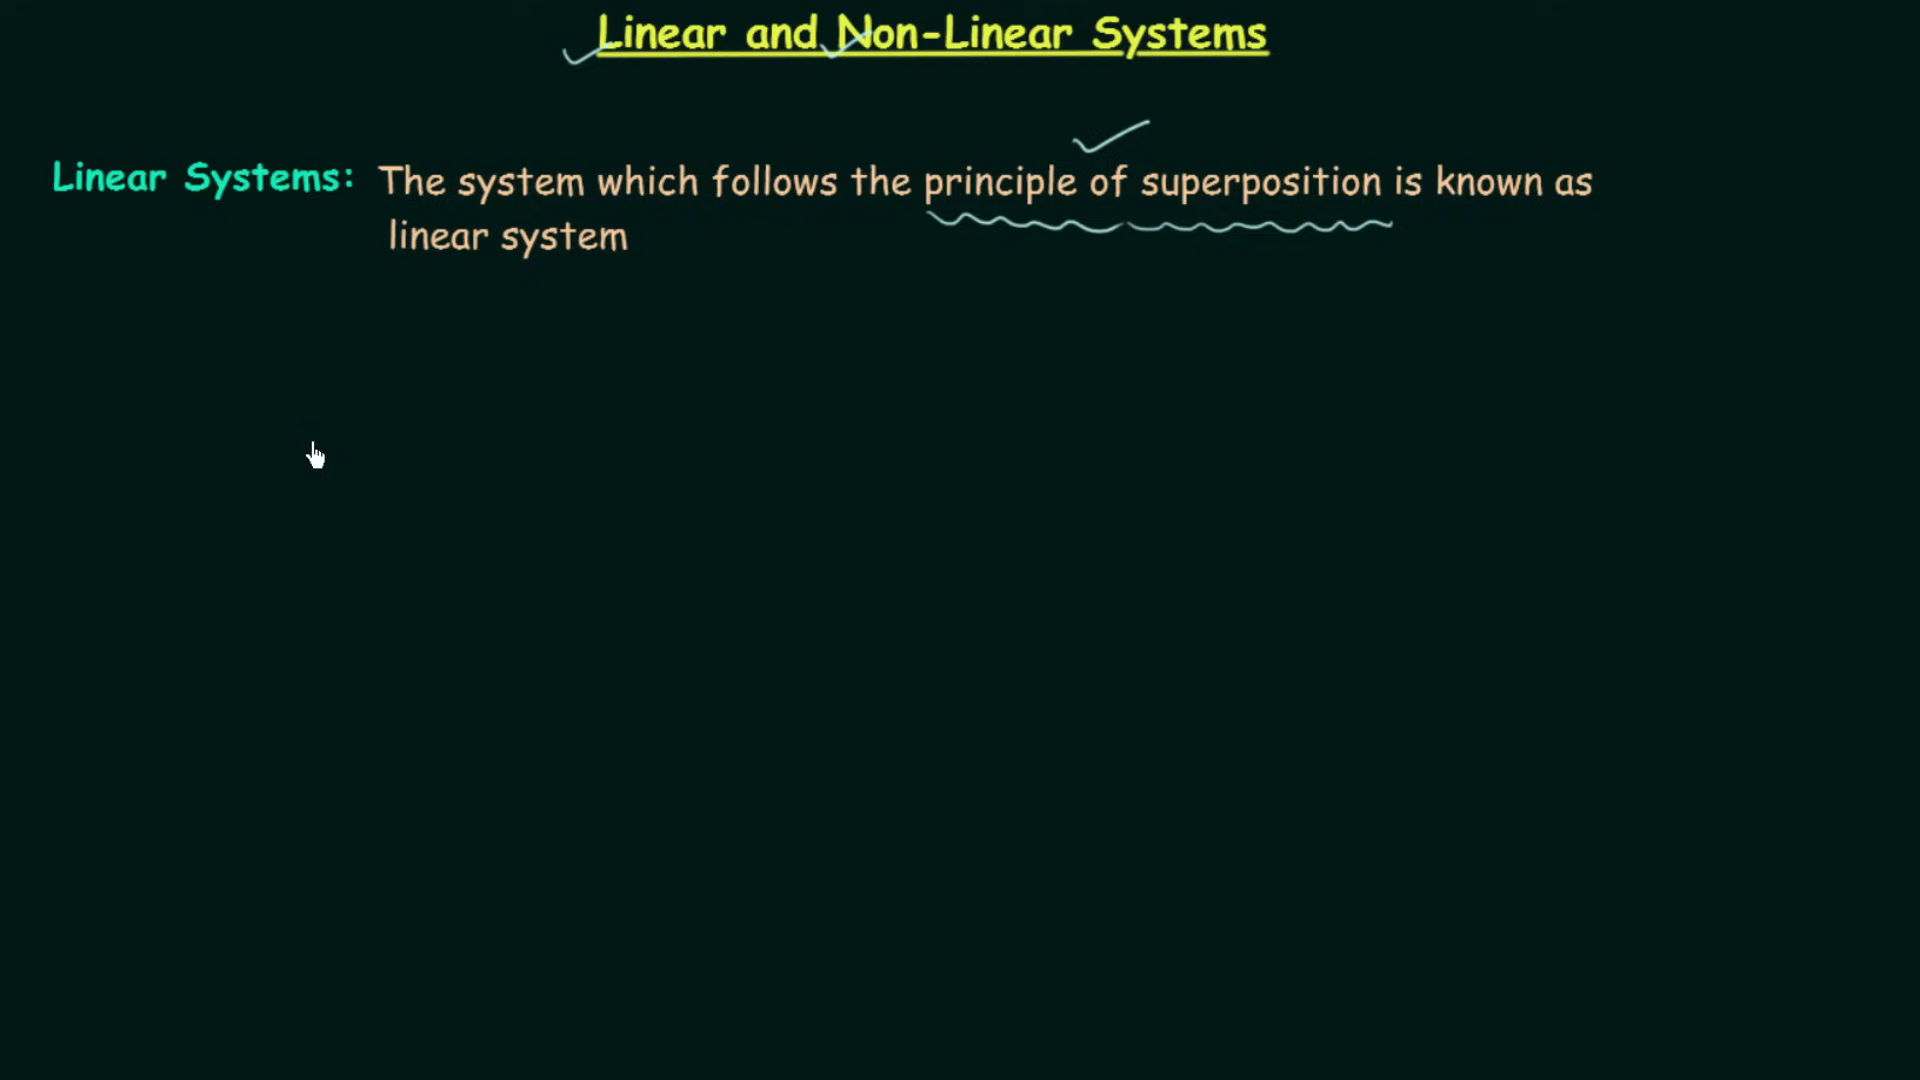 Linear and Non-Linear Systems
Linear Systems: The system which follows the principle of superposition is known as
linear system